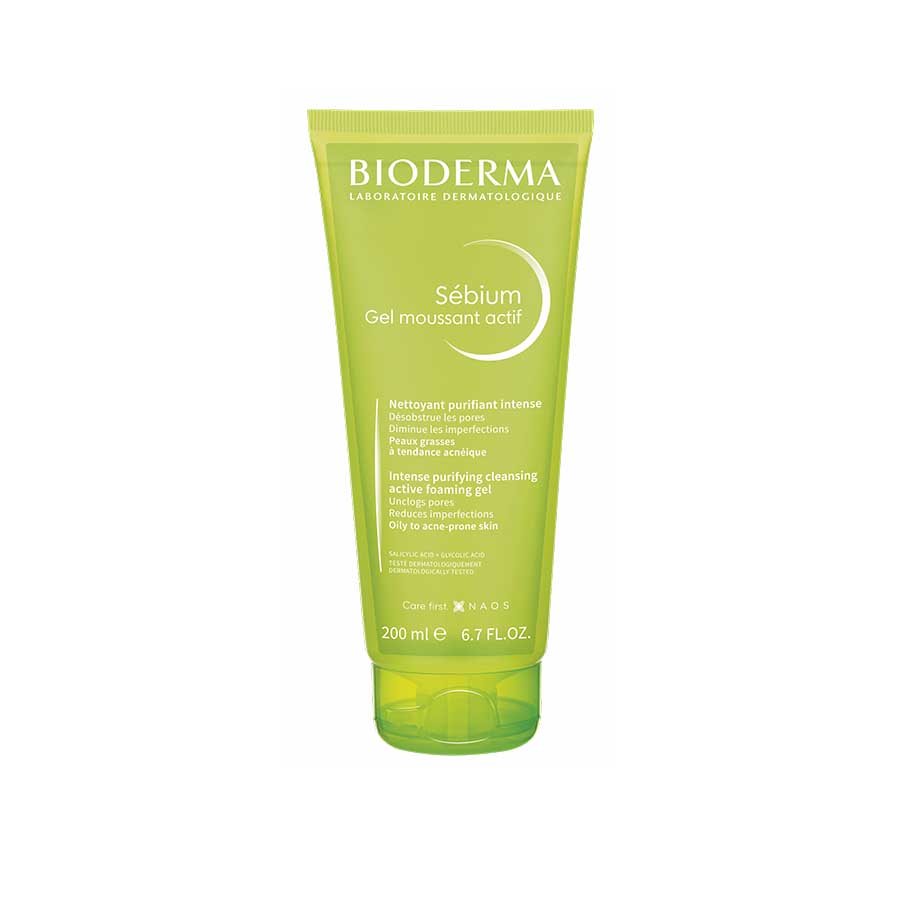 BIODERMA
LABORATOIRE DERMATOLOGIQUE
Sébium
Gel moussant actif
Nettoyant purifiant intense
Désobstrue les pores
Diminue les imperfections
Peaux grasses
à tendance acnéique
Intense purifying cleansing
active foaming gel
Unclogs pores
Reduces imperfections
Oily to acne-prone skin
SALICYLIC ACID + GLYCOLIC ACID
TESTÉ DERMATOLOGIQUEMENT
DERMATOLOGICALLY TESTED
Care first NAOS
200 ml e 6.7 FL.OZ.